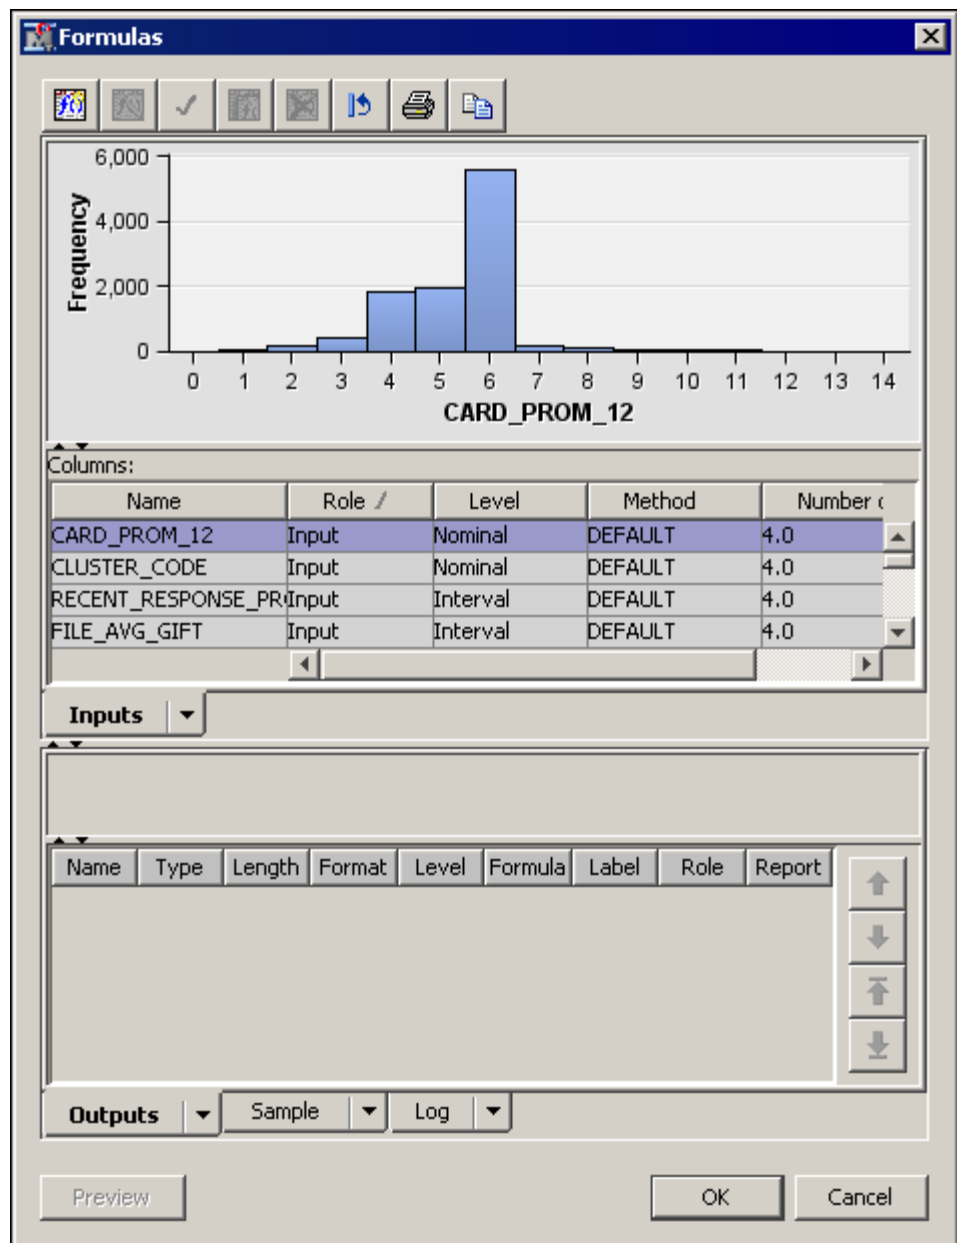 Formulas
6,000
4,000
2,000
0
Frequency
0 1 2 3 4 5 6 7 8 9 10 11 12 13 14
CARD_PROM_12
Columns:
Name Role Level Method Number
CARD_PROM_12 Input Nominal DEFAULT 4.0
CLUSTER_CODE Input Nominal DEFAULT 4.0
RECENT_RESPONSE_PR Input Interval DEFAULT 4.0
FILE_AVG_GIFT Input Interval DEFAULT 4.0
Inputs
Name Type Length Format Level Formula Label Role Report
Outputs Sample Log
Preview OK Cancel